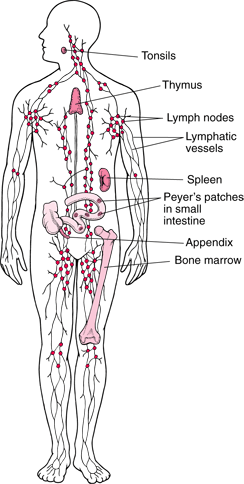 Tonsils
Thymus
Lymph nodes
Lymphatic
vessels
Spleen
Peyer's patches
in small
intestine
Appendix
Bone marrow